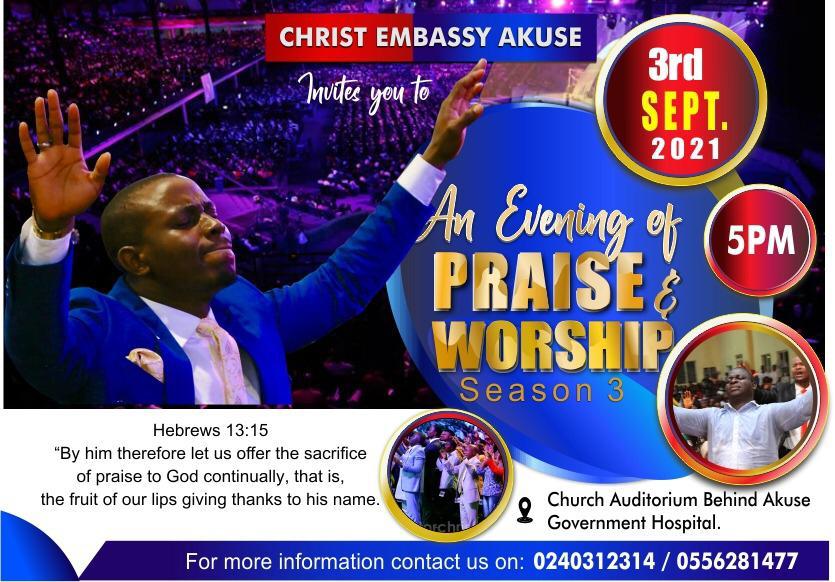 CHRIST EMBASSY AKUSE
Invites you to
3rd
SEPT.
2021
5PM
An Evening of
PRAISE &
WORSHIP
Season 3
Hebrews 13:15
“By him therefore let us offer the sacrifice
of praise to God continually, that is,
the fruit of our lips giving thanks to his name.
Church Auditorium Behind Akuse
Government Hospital.
For more information contact us on: 0240312314 / 0556281477